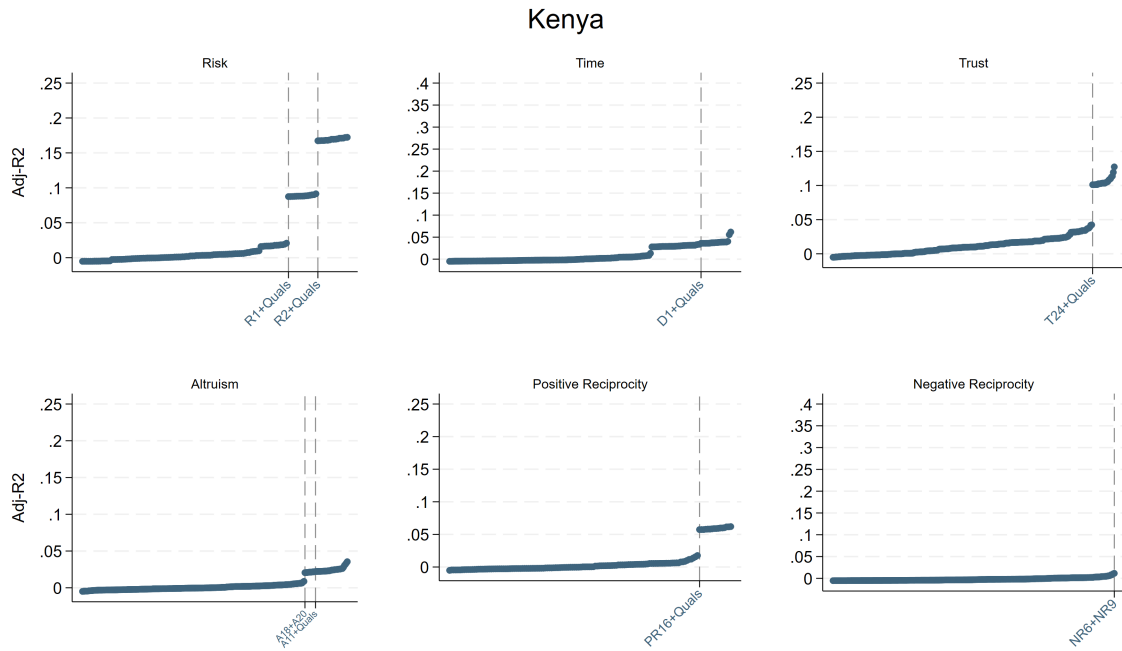 Kenya
Risk
Time
Trust
Adj-R2
.25
.2
.15
.1
.05
0
R1+Quals
R2+Quals
.4
.35
.3
.25
.2
.15
.1
.05
0
D1+Quals
.25
.2
.15
.1
.05
0
T24+Quals
Altruism
Positive Reciprocity
Negative Reciprocity
Adj-R2
.25
.2
.15
.1
.05
0
A18+A20
A11+Quals
.25
.2
.15
.1
.05
0
PR16+Quals
.4
.35
.3
.25
.2
.15
.1
.05
0
NR6+NR9